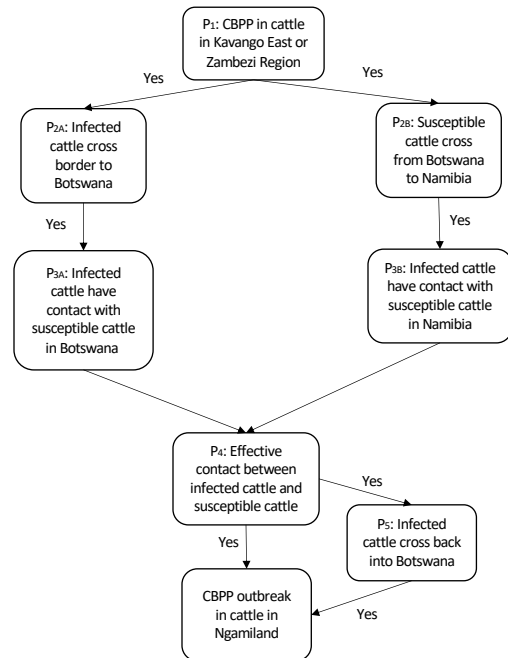 P1: CBPP in cattle
in Kavango East or
Zambezi Region
Yes
Yes
P2A: Infected
cattle cross
border to
Botswana
P2B: Susceptible
cattle cross
from Botswana
to Namibia
Yes
Yes
P3A: Infected
cattle have
contact with
susceptible cattle
in Botswana
P3B: Infected cattle
have contact with
susceptible cattle
in Namibia
P4: Effective
contact between
infected cattle and
susceptible cattle
Yes
Yes
P5: Infected
cattle cross back
into Botswana
CBPP outbreak
in cattle in
Ngamiland
Yes